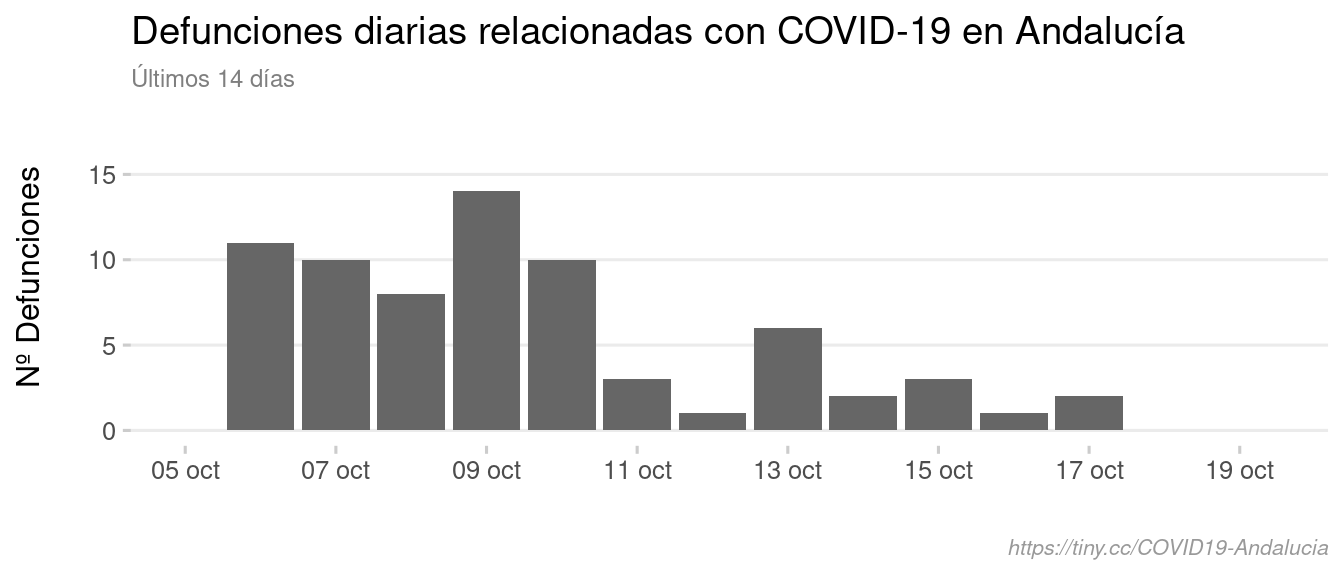 Defunciones diarias relacionadas con COVID-19 en Andalucía
Últimos 14 días
Nº Defunciones
15
10
5
0
05 oct 07 oct 09 oct 11 oct 13 oct 15 oct 17 oct 19 oct
https://tiny.cc/COVID19-Andalucia